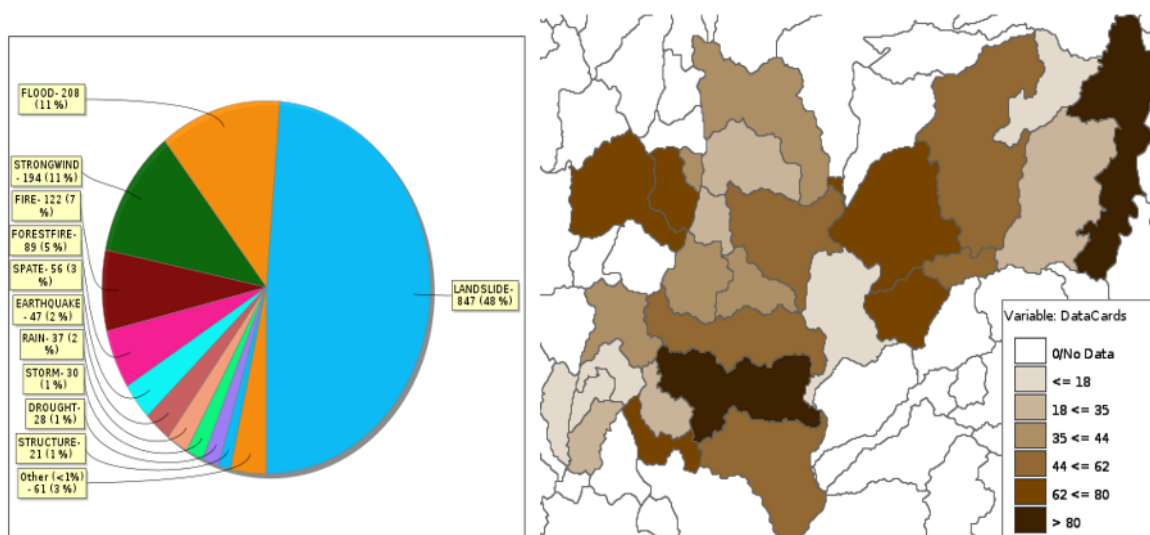 FLOOD- 208
(11 %)
STRONGWIND
- 194 (11 %)
FIRE- 122 (7
%)
FORESTFIRE-
89 (5 %)
SPATE- 56 (3
%)
EARTHQUAKE
- 47 (2 %)
RAIN- 37 (2
%)
STORM- 30
(1 %)
DROUGHT-
28 (1 %)
STRUCTURE-
21 (1 %)
Other (<1%)
- 61 (3 %)
LANDSLIDE-
847 (48 %)
Variable: DataCards
0/No Data
<= 18
18 <= 35
35 <= 44
44 <= 62
62 <= 80
> 80